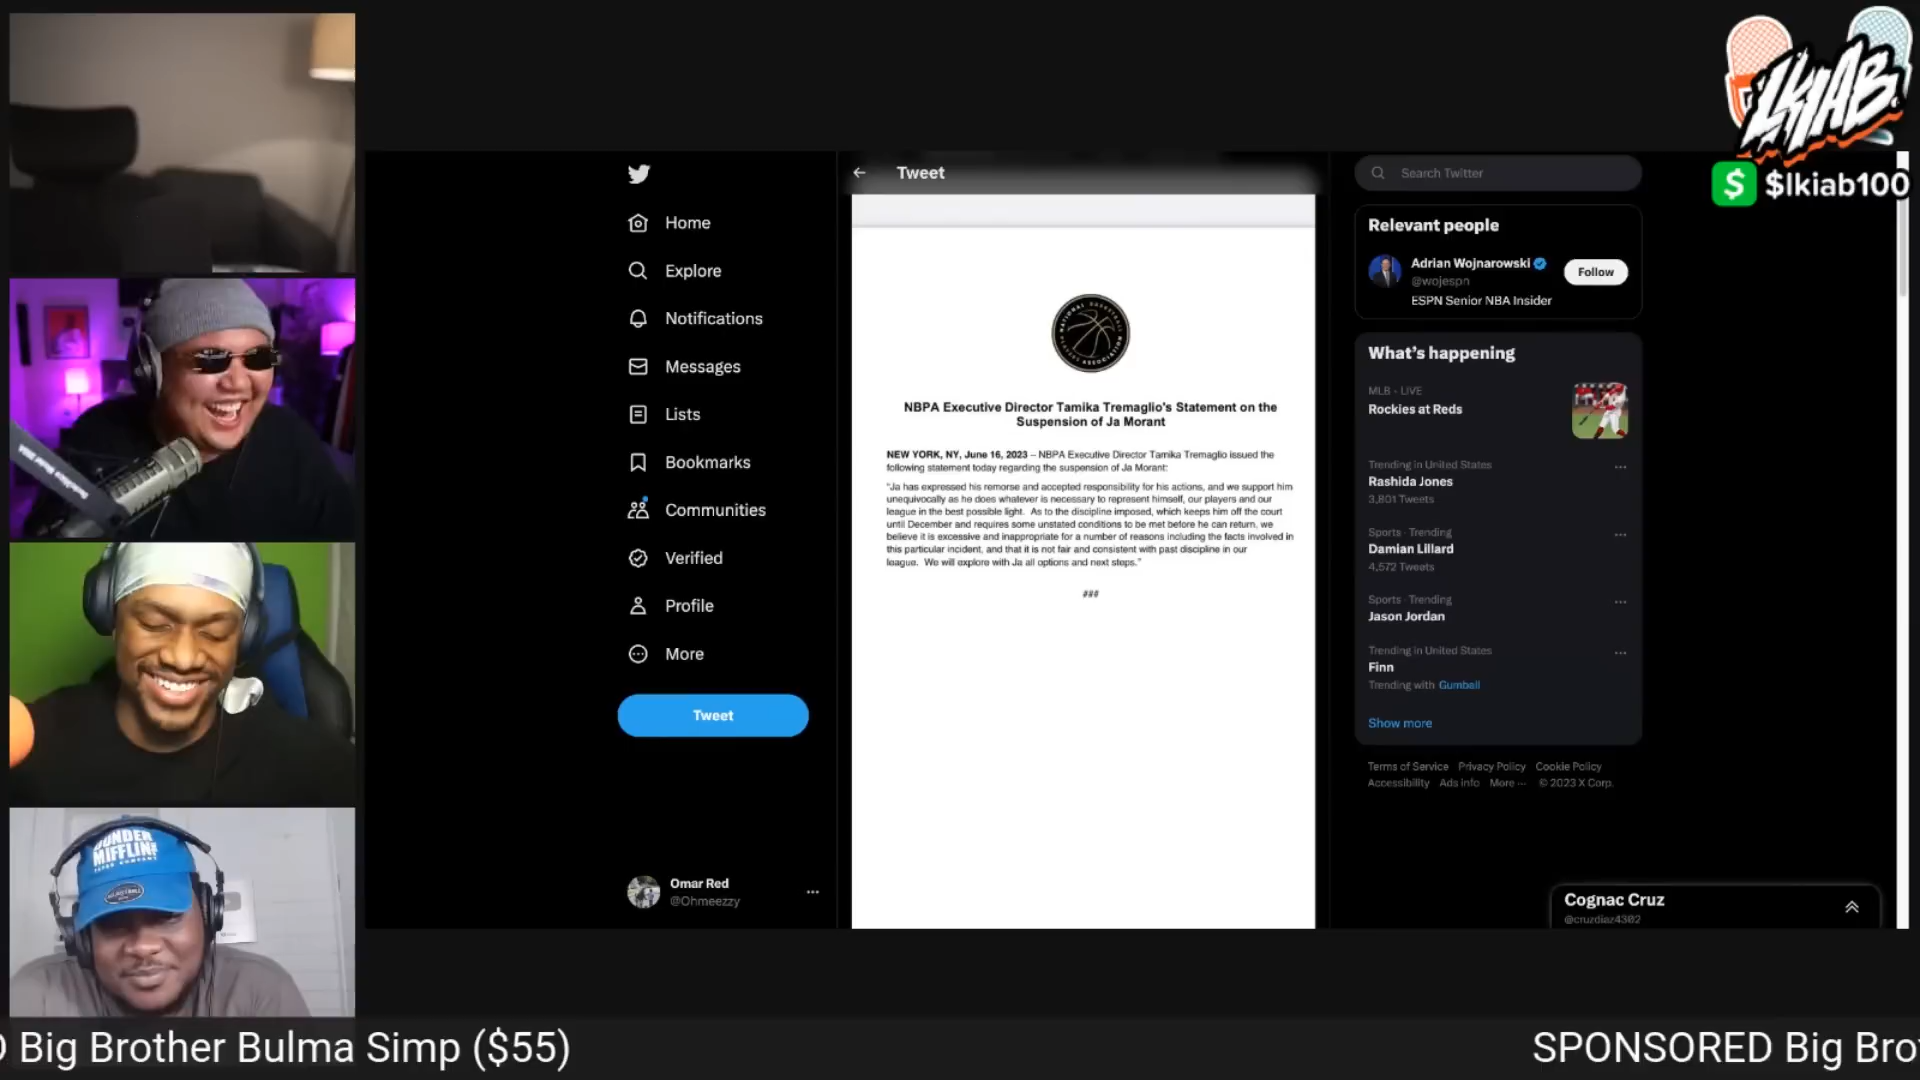 LKIAB
$lkiab100
Home
Explore
Notifications
Messages
Lists
Bookmarks
Communities
Verified
Profile
More
Tweet
Omar Red
@Ohmeezzy
Tweet
NATIONAL BASKETBALL PLAYERS ASSOCIATION
NBPA Executive Director Tamika Tremaglio's Statement on the
Suspension of Ja Morant
NEW YORK, NY, June 16, 2023 – NBPA Executive Director Tamika Tremaglio issued the
following statement today regarding the suspension of Ja Morant:
"Ja has expressed his remorse and accepted responsibility for his actions, and we support him
unequivocally as he does whatever is necessary to represent himself, our players and our
league in the best possible light. As to the discipline imposed, which keeps him off the court
until December and requires some unstated conditions to be met before he can return, we
believe it is excessive and inappropriate for a number of reasons including the facts involved in
this particular incident, and that it is not fair and consistent with past discipline in our
league. We will explore with Ja all options and next steps."
###
Search Twitter
Relevant people
Adrian Wojnarowski
@wojespn
Follow
ESPN Senior NBA Insider
What's happening
MLB · LIVE
Rockies at Reds
Trending in United States
Rashida Jones
3,801 Tweets
Sports · Trending
Damian Lillard
4,572 Tweets
Sports · Trending
Jason Jordan
Trending in United States
Finn
Trending with Gumball
Show more
Terms of Service Privacy Policy Cookie Policy
Accessibility Ads info More ··· © 2023 X Corp.
Cognac Cruz
@cruzdiaz4302
DUNDER
MIFFLIN
Big Brother Bulma Simp ($55)
SPONSORED Big Bro